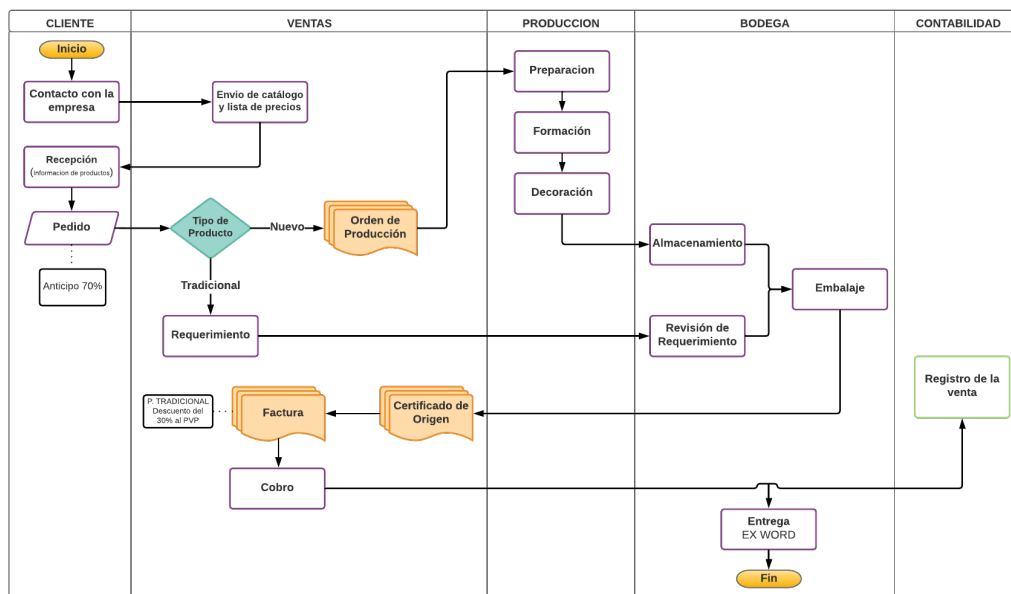 CLIENTE
VENTAS
PRODUCCION
BODEGA
CONTABILIDAD
Inicio
Contacto con la
empresa
Envio de catálogo
y lista de precios
Recepción
(Informacion de productos)
Pedido
Anticipo 70%
Tipo de
Producto
Nuevo
Orden de
Producción
Tradicional
Requerimiento
Preparacion
Formación
Decoración
Almacenamiento
Revisión de
Requerimiento
Embalaje
Certificado de
Origen
Factura
P. TRADICIONAL
Descuento del
30% al PVP
Cobro
Registro de la
venta
Entrega
EX WORD
Fin